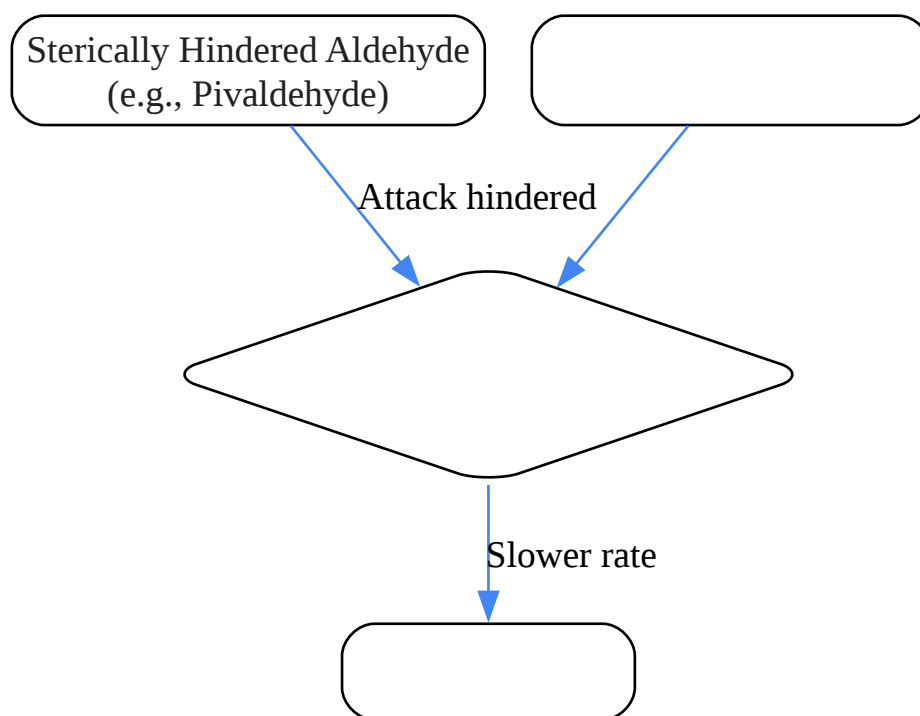 Sterically Hindered Aldehyde
(e.g., Pivaldehyde)
Attack hindered
Slower rate